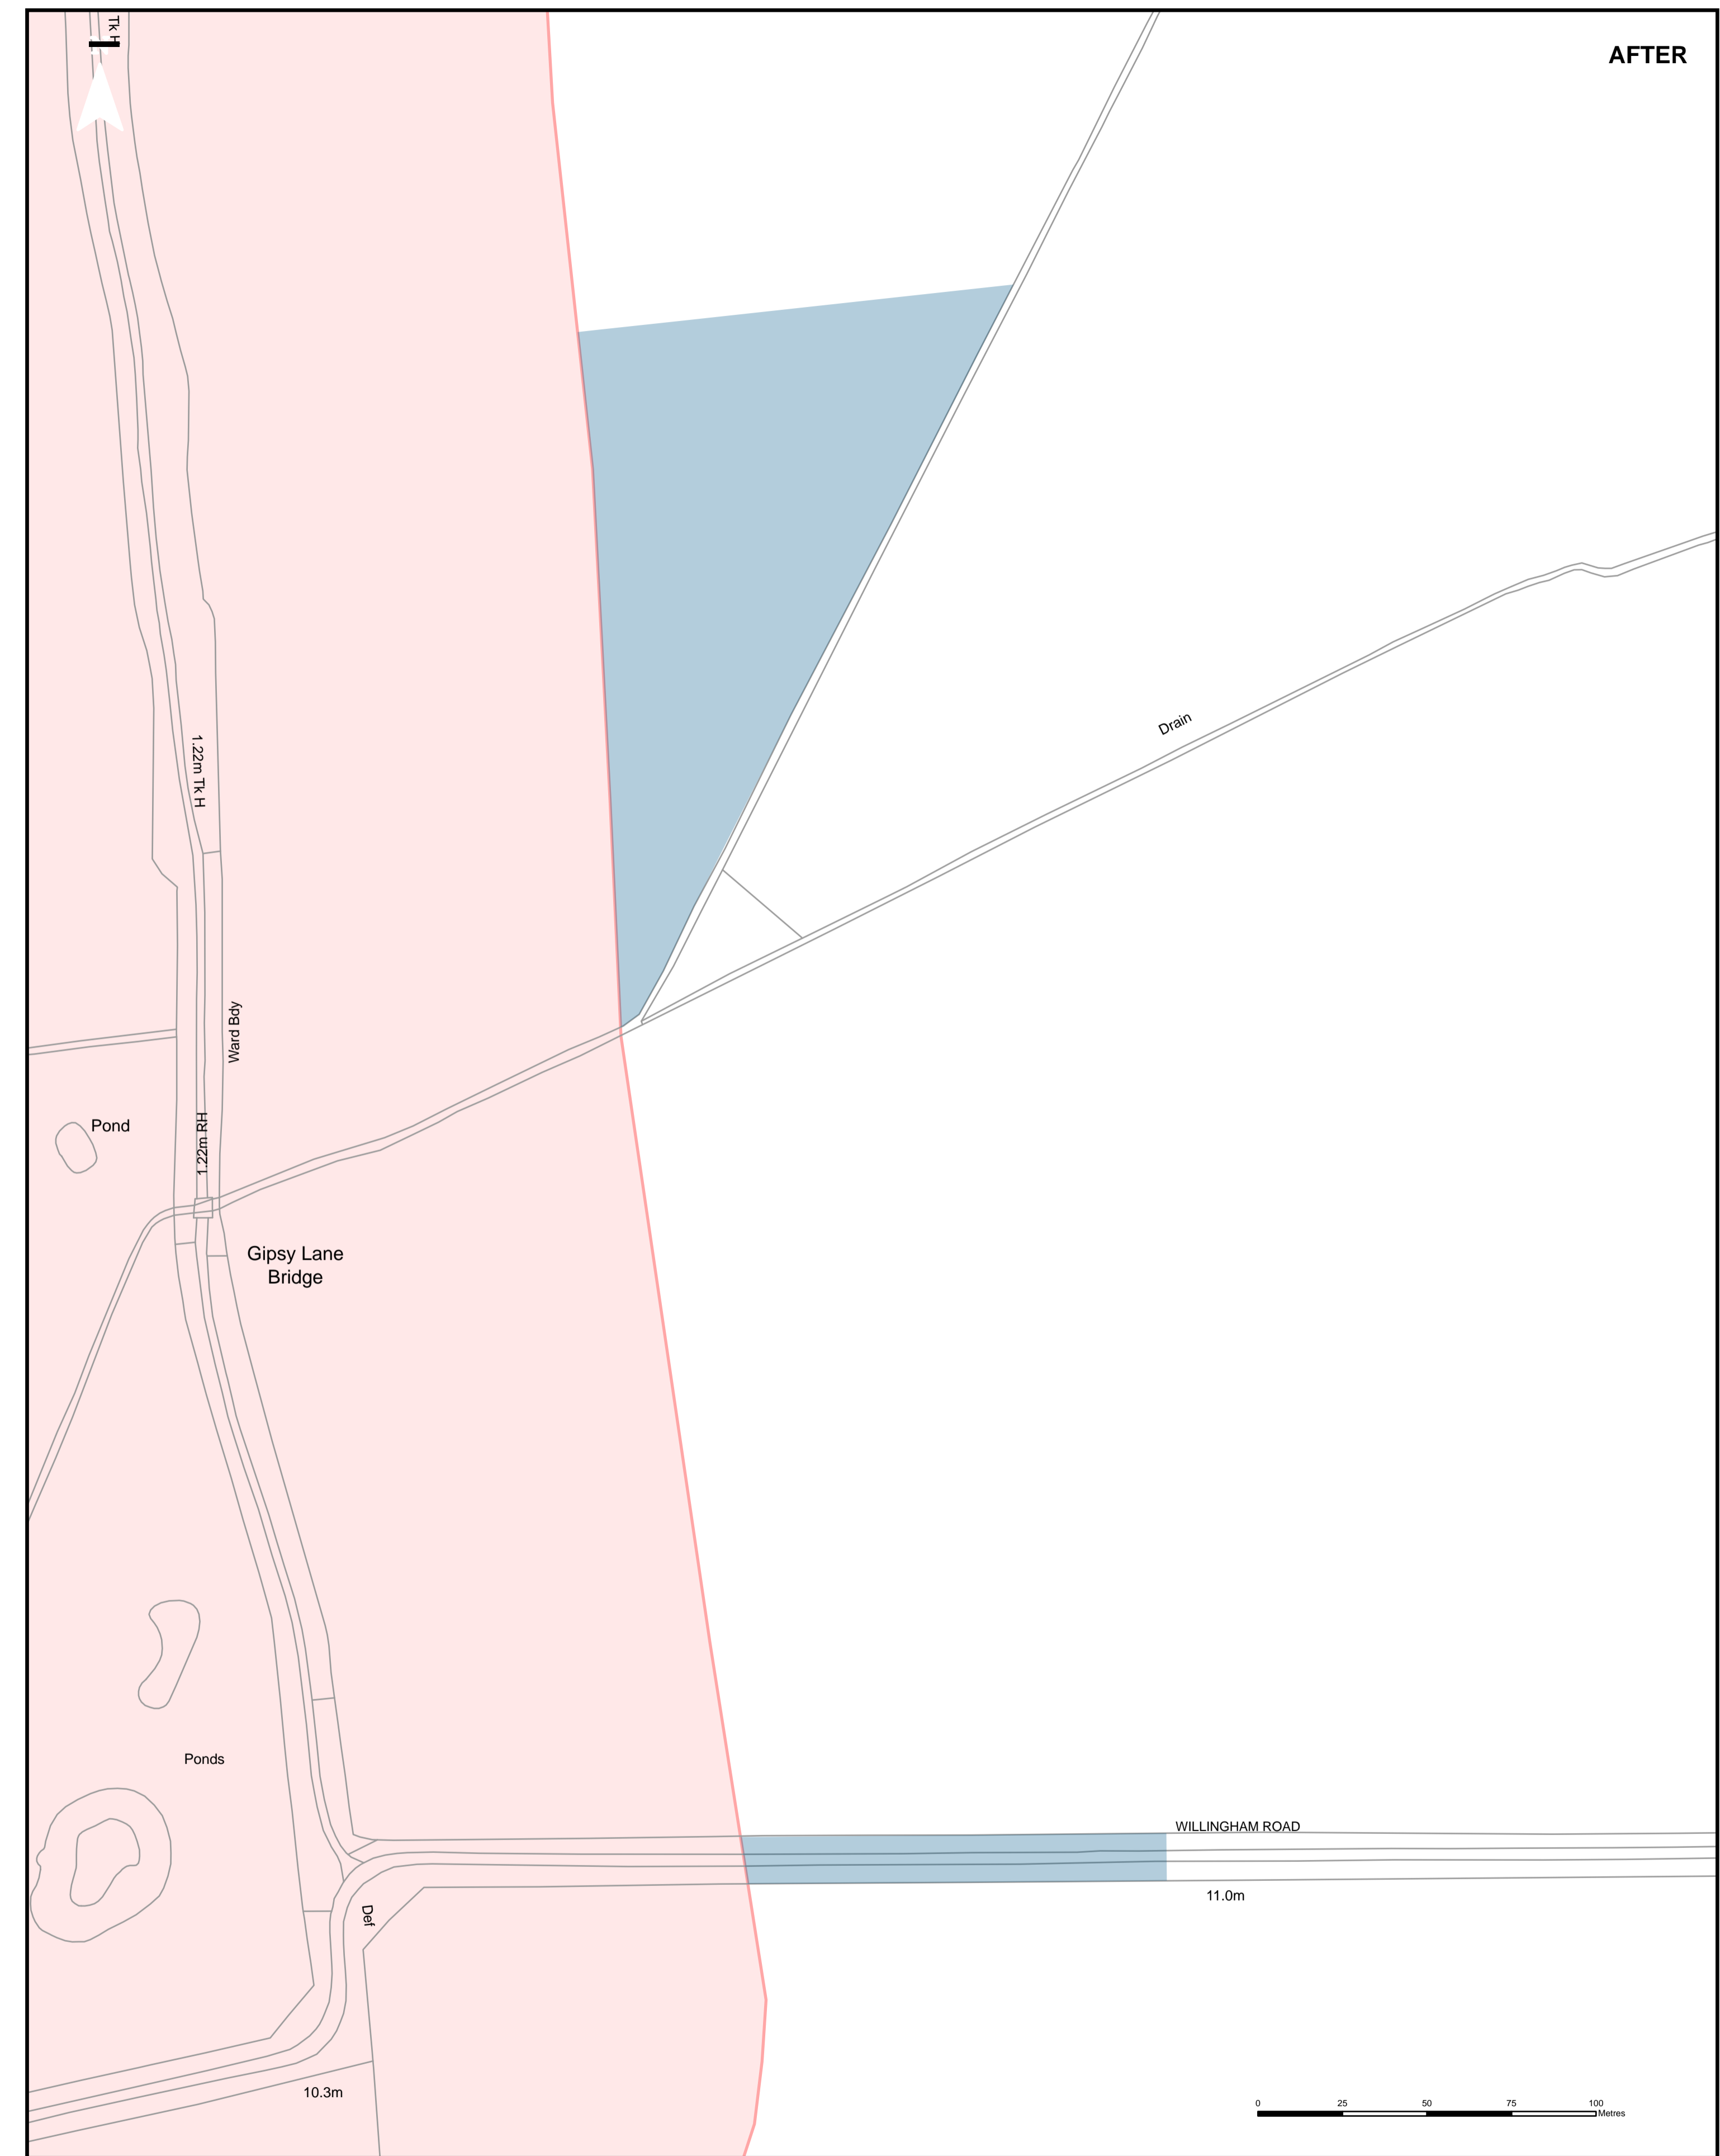 Tk H
AFTER
Drain
1.22m Tk H
Ward Bdy
1.22m RH
Pond
Gipsy Lane
Bridge
Ponds
WILLINGHAM ROAD
11.0m
Def
10.3m
0 25 50 75 100
Metres